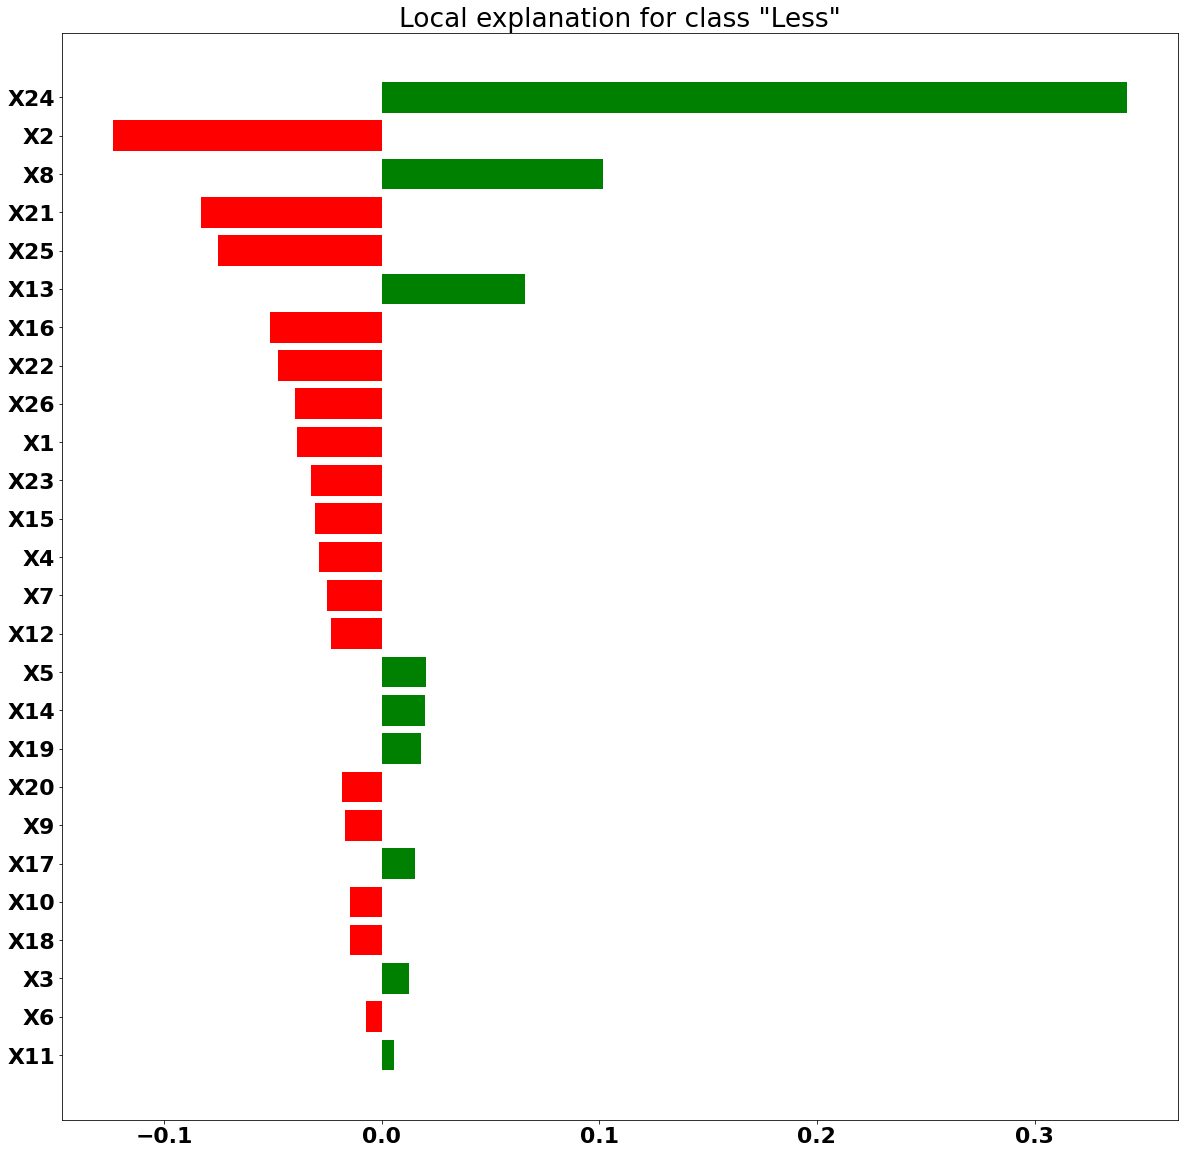 Local explanation for class "Less"
X24
X2
X8
X21
X25
X13
X16
X22
X26
X1
X23
X15
X4
X7
X12
X5
X14
X19
X20
X9
X17
X10
X18
X3
X6
X11
−0.1 0.0 0.1 0.2 0.3